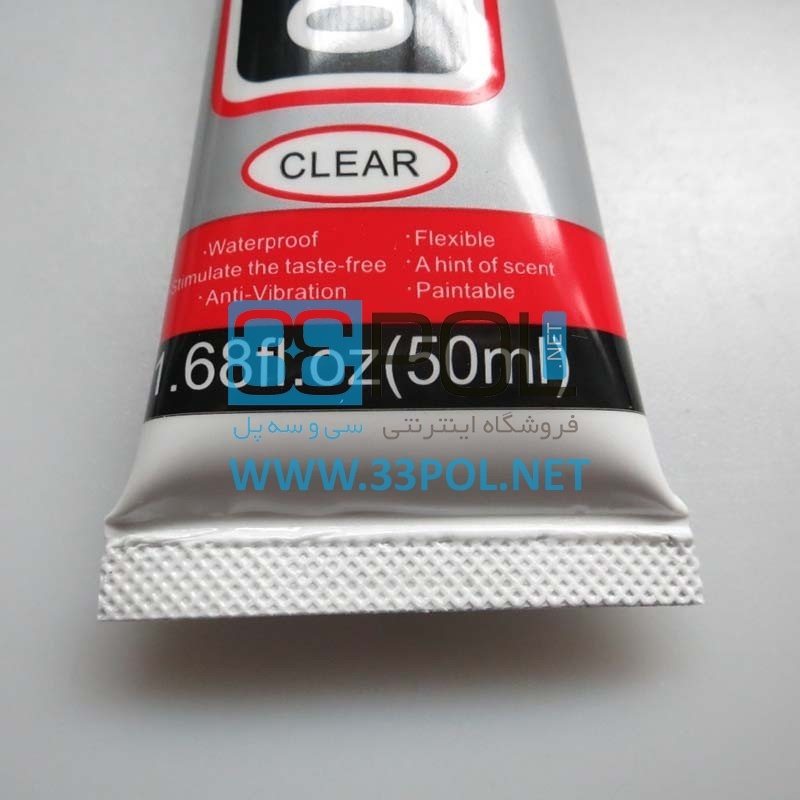 0
CLEAR
·Waterproof
·Flexible
Stimulate the taste-free
·A hint of scent
·Anti-Vibration
·Paintable
1.68fl.oz(50ml)
33POL.NET
فروشگاه اینترنتی سی و سه پل
WWW.33POL.NET